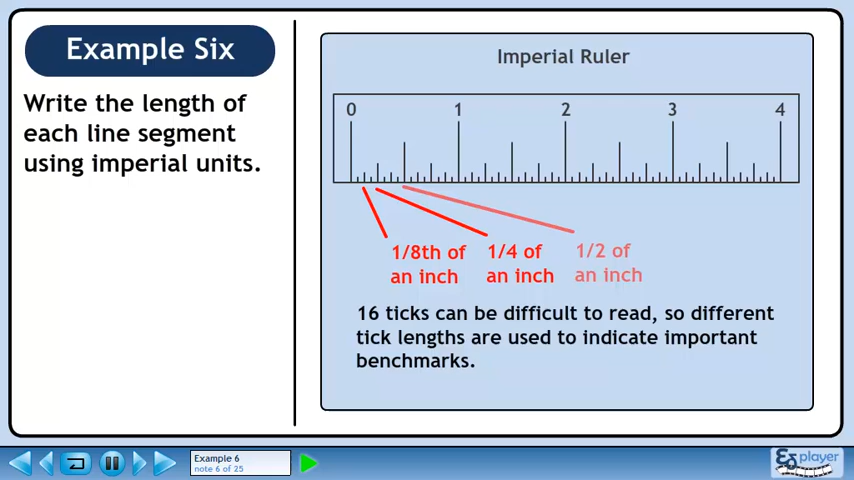 Example Six
Write the length of
each line segment
using imperial units.
Imperial Ruler
0 1 2 3 4
1/8th of
an inch
1/4 of
an inch
1/2 of
an inch
16 ticks can be difficult to read, so different
tick lengths are used to indicate important
benchmarks.
Example 6
note 6 of 25
player